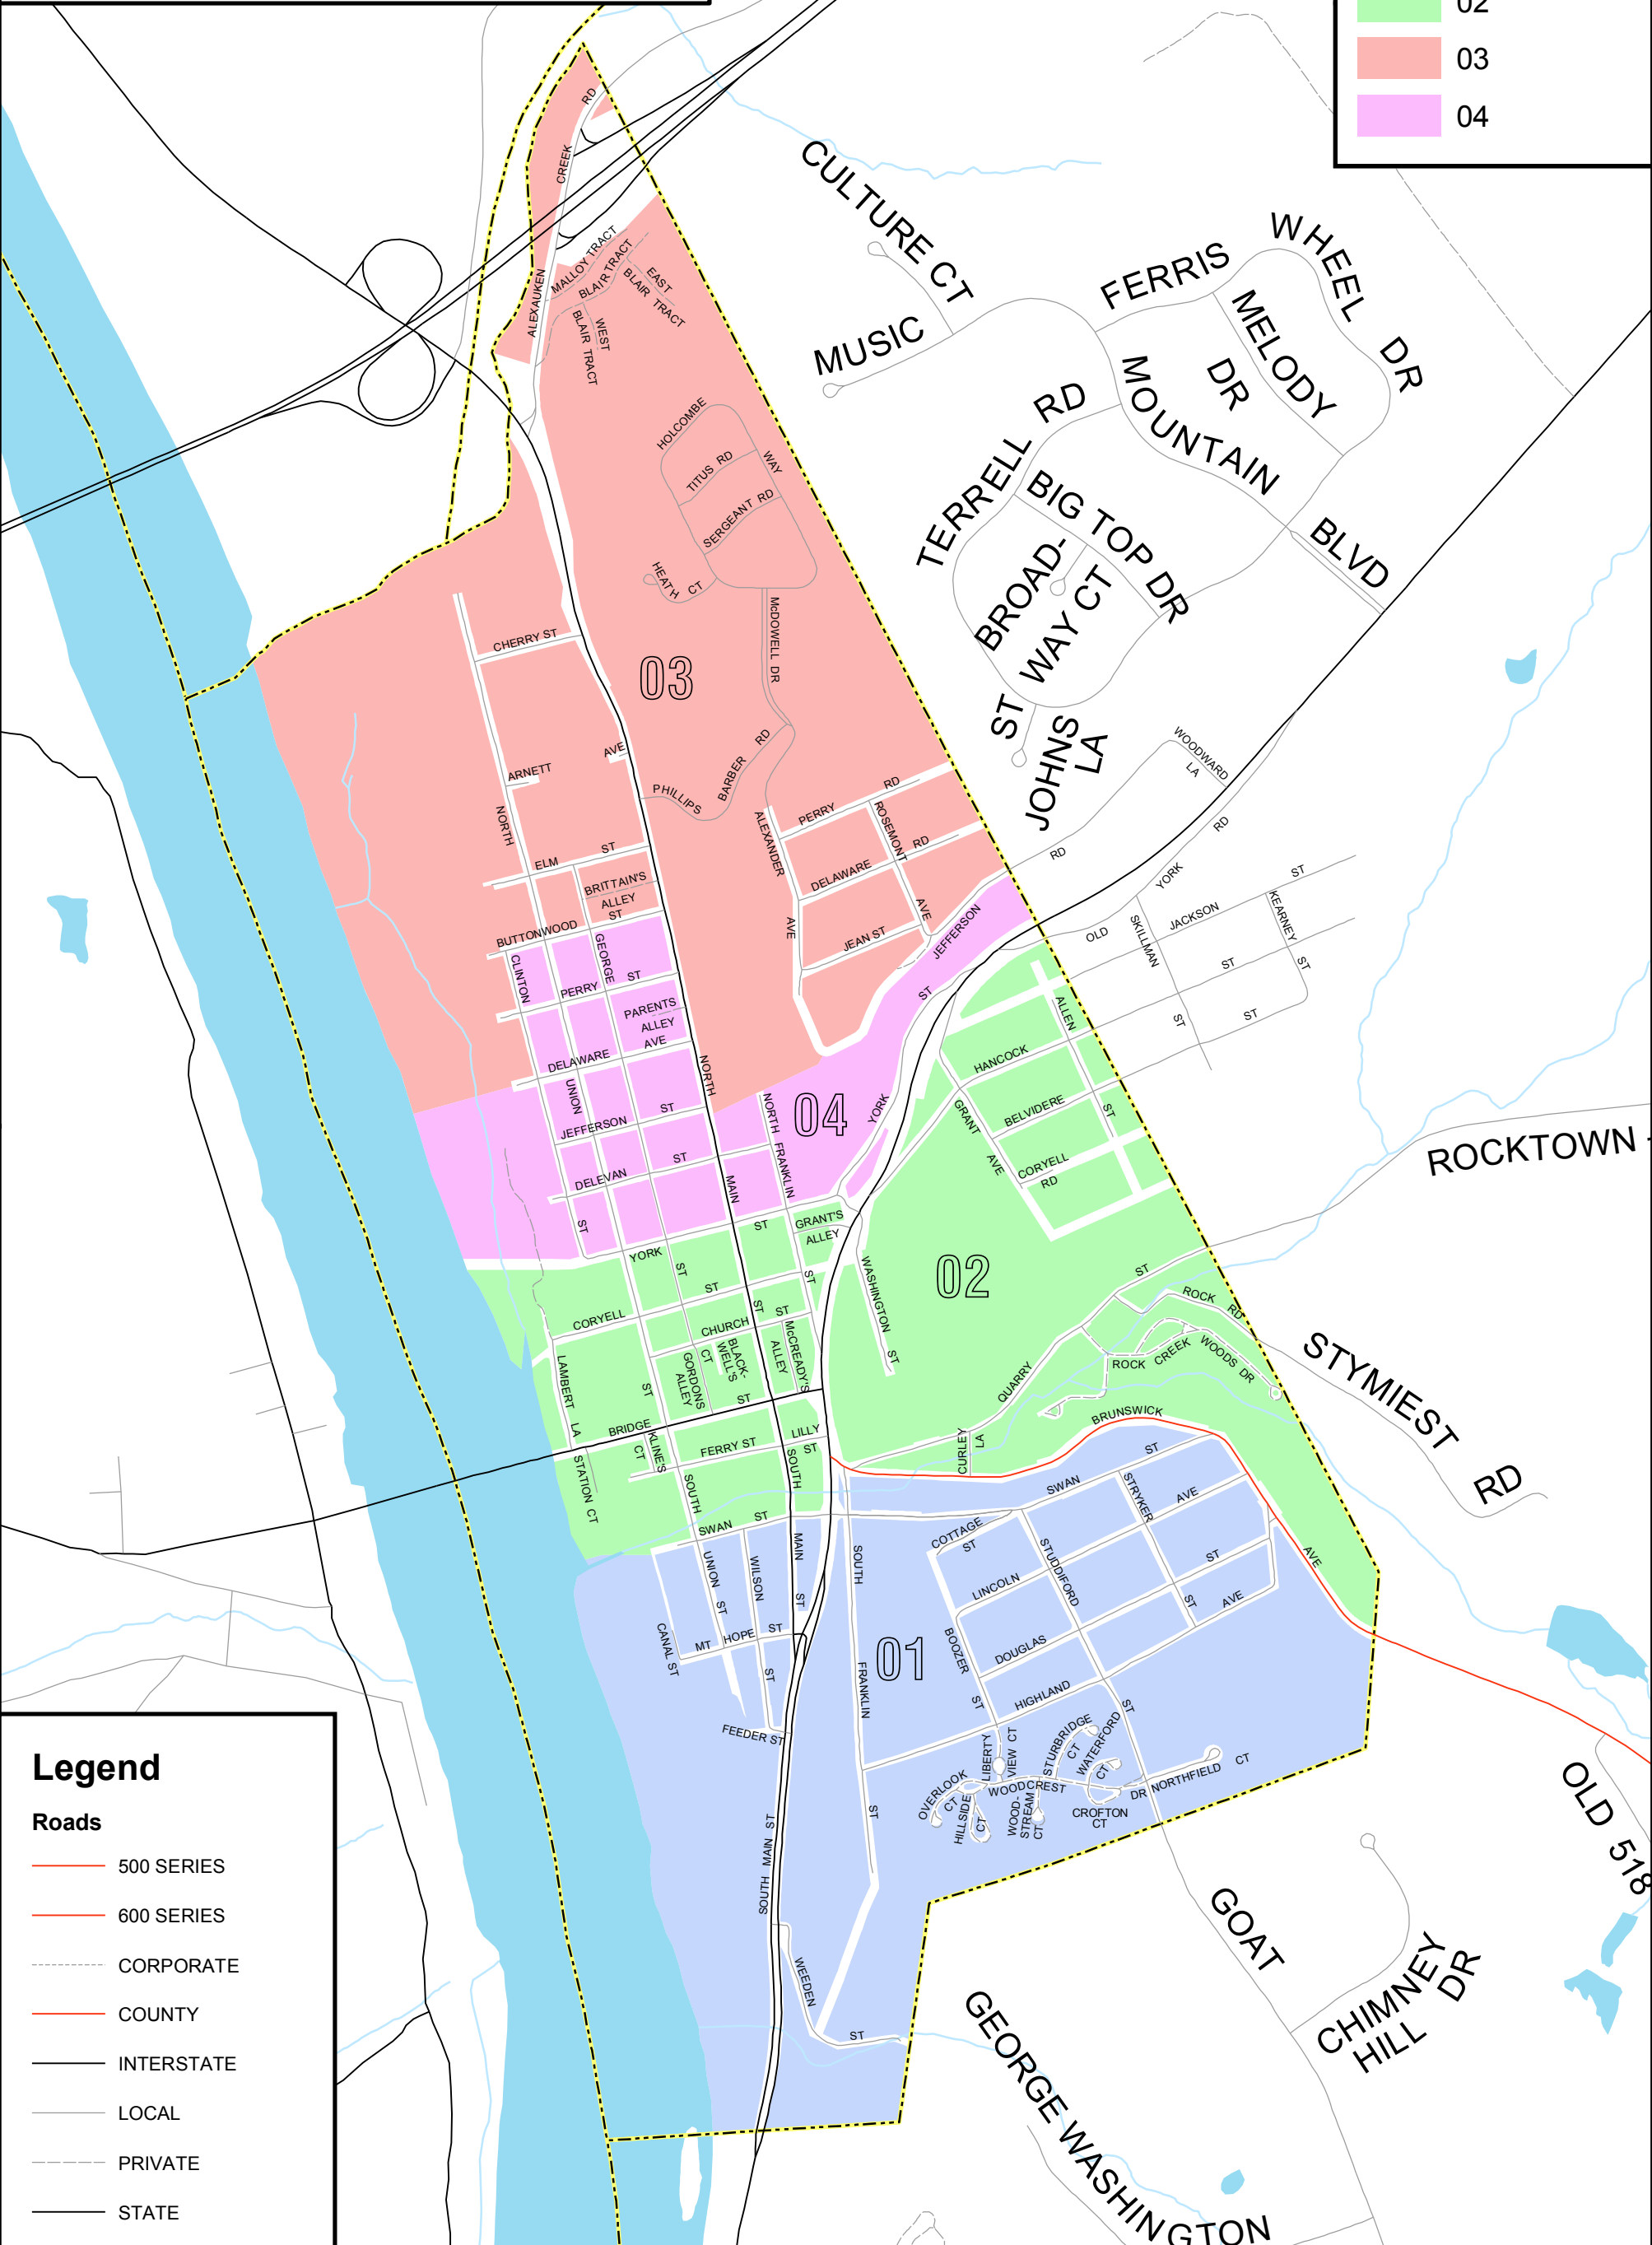 02
03
04
CREEK RD
ALEXAUKEN
MALLOY TRACT
BLAIR TRACT
EAST
BLAIR TRACT
WEST
BLAIR TRACT
CULTURE CT
MUSIC
MOUNTAIN
BLVD
FERRIS
WHEEL
DR
MELODY
DR
TERRELL RD
BIG TOP DR
BROAD-
WAY CT
ST
JOHNS
LA
HOLCOMBE
WAY
TITUS RD
SERGEANT RD
HEATH CT
McDOWELL DR
CHERRY ST
03
ARNETT
AVE
PHILLIPS
BARBER RD
NORTH
ELM ST
BRITTAIN'S
ALLEY
BUTTONWOOD ST
ALEXANDER
AVE
PERRY RD
ROSEMONT
AVE
DELAWARE RD
JEAN ST
JEFFERSON
RD
WOODWARD
LA
OLD YORK RD
SKILLMAN
ST
JACKSON ST
KEARNEY
ST
ST
ST
CLINTON
GEORGE
PERRY ST
PARENTS
ALLEY
DELAWARE AVE
UNION
NORTH
JEFFERSON ST
DELEVAN ST
ST
MAIN
NORTH FRANKLIN
04
YORK
ST
ALLEN
ST
HANCOCK
BELVIDERE
GRANT
AVE
CORYELL
RD
ROCKTOWN
YORK ST
GRANT'S
ALLEY
02
ST
ST
ST
WASHINGTON
ST
CORYELL ST
CHURCH ST
BLACK-
WELL'S
CT
GORDONS
ALLEY
McCREADY'S
ALLEY
LAMBERT
LA
ST
BRIDGE ST
KLINE'S
CT
FERRY ST
LILLY
ST
STATION CT
SOUTH
SOUTH
QUARRY
ST
ROCK RD
ROCK CREEK WOODS DR
STYMIEST
RD
CURLEY
LA
BRUNSWICK
AVE
SWAN ST
SWAN ST
COTTAGE
ST
STRYKER
ST
AVE
LINCOLN
STUDDIFORD
ST
UNION
ST
WILSON
ST
MAIN
ST
SOUTH
FRANKLIN
ST
CANAL ST
MT HOPE ST
FEEDER ST
01
BOOZER
ST
DOUGLAS
ST
HIGHLAND
AVE
LIBERTY
VIEW CT
STURBRIDGE
CT
WATERFORD
CT
OVERLOOK
CT
HILLSIDE
CT
WOODCREST
DR
WOOD-
STREAM
CT
CROFTON
CT
NORTHFIELD CT
SOUTH MAIN ST
WEEDEN
ST
OLD 518
GOAT
CHIMNEY
HILL
DR
GEORGE WASHINGTON
Legend
Roads
500 SERIES
600 SERIES
CORPORATE
COUNTY
INTERSTATE
LOCAL
PRIVATE
STATE